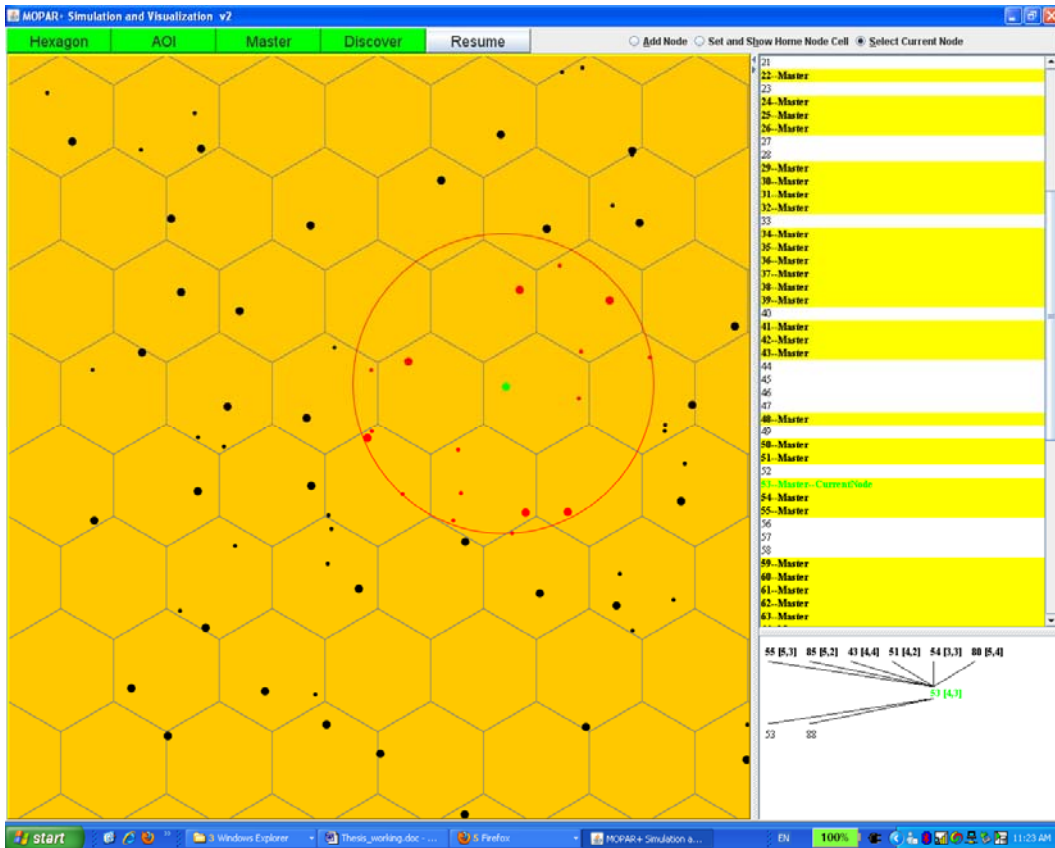 MOPAR+ Simulation and Visualization v2
Hexagon AOI Master Discover Resume Add Node Set and Show Home Node Cell Select Current Node
21
22--Master
23
24--Master
25--Master
26--Master
27
28
29--Master
30--Master
31--Master
32--Master
33
34--Master
35--Master
36--Master
37--Master
38--Master
39--Master
40
41--Master
42--Master
43--Master
44
45
46
47
48--Master
49
50--Master
51--Master
52
53--Master--CurrentNode
54--Master
55--Master
56
57
58
59--Master
60--Master
61--Master
62--Master
63--Master
55 [5,3] 85 [5,2] 43 [4,4] 51 [4,2] 54 [3,3] 80 [5,4]
53 [4,3]
53 88
start 3 Windows Explorer Thesis_working.doc - ... 5 Firefox MOPAR+ Simulation a... EN 100% 11:23 AM